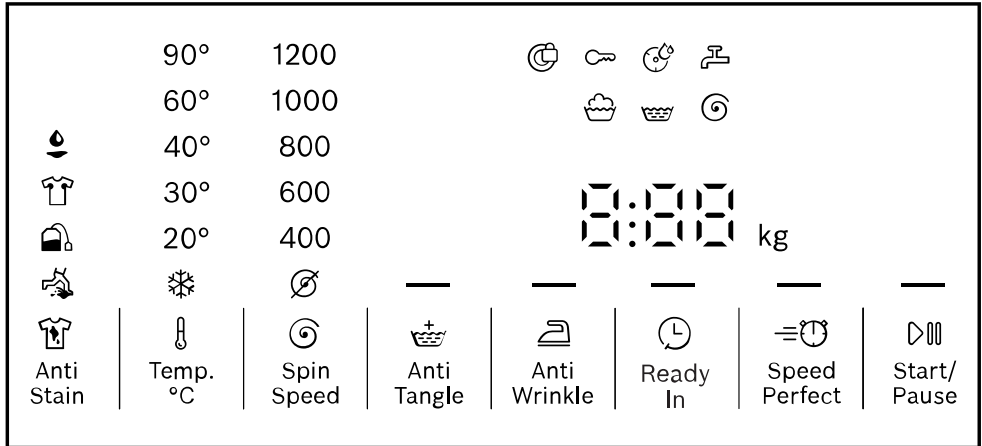 90° 1200
60° 1000
40° 800
30° 600
20° 400
8:88 kg
Anti Stain
Temp. °C
Spin Speed
Anti Tangle
Anti Wrinkle
Ready In
Speed Perfect
Start/ Pause